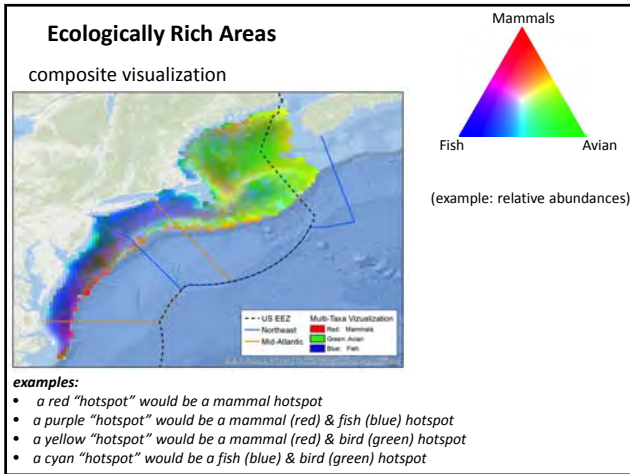 Ecologically Rich Areas
composite visualization
Mammals
Fish
Avian
(example: relative abundances)
US EEZ
Northeast
Mid-Atlantic
Multi-Taxa Vizualization
Red: Mammals
Green: Avian
Blue: Fish
examples:
• a red “hotspot” would be a mammal hotspot
• a purple “hotspot” would be a mammal (red) & fish (blue) hotspot
• a yellow “hotspot” would be a mammal (red) & bird (green) hotspot
• a cyan “hotspot” would be a fish (blue) & bird (green) hotspot